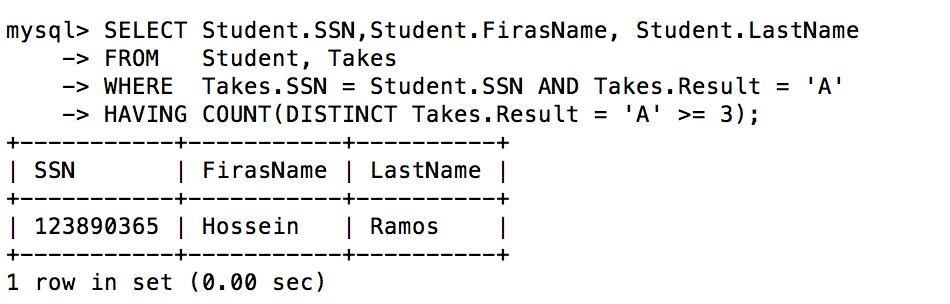 mysql> SELECT Student.SSN,Student.FirasName, Student.LastName
    -> FROM   Student, Takes
    -> WHERE  Takes.SSN = Student.SSN AND Takes.Result = 'A'
    -> HAVING COUNT(DISTINCT Takes.Result = 'A' >= 3);
+-----------+-----------+----------+
| SSN       | FirasName | LastName |
+-----------+-----------+----------+
| 123890365 | Hossein   | Ramos    |
+-----------+-----------+----------+
1 row in set (0.00 sec)